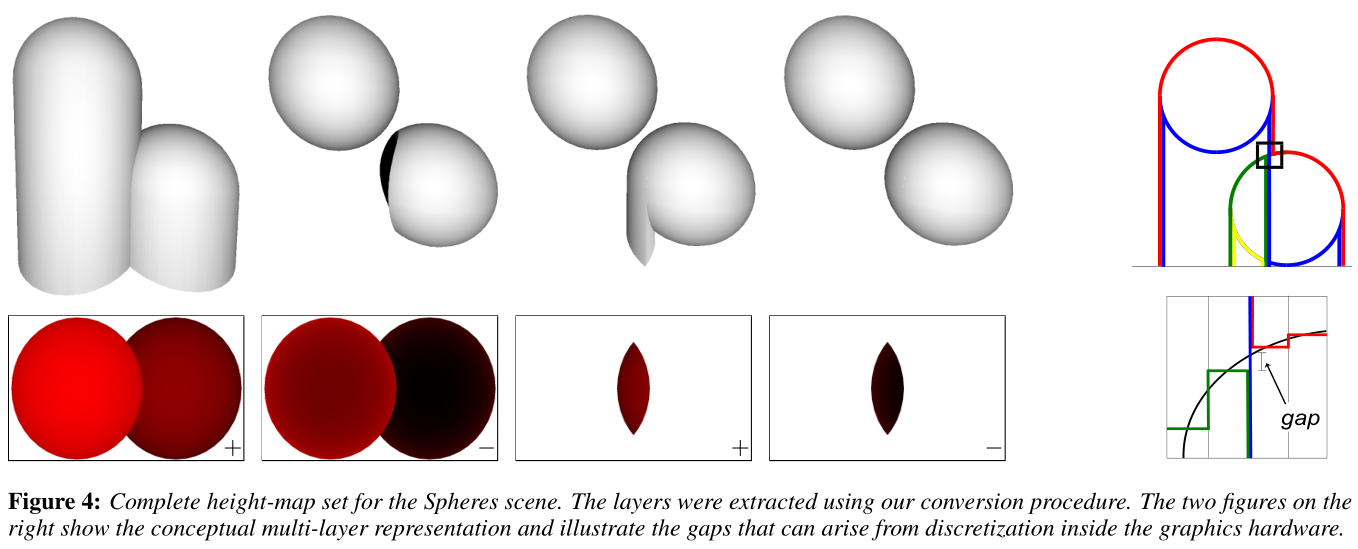 +
−
+
−
gap
Figure 4: Complete height-map set for the Spheres scene. The layers were extracted using our conversion procedure. The two figures on the
right show the conceptual multi-layer representation and illustrate the gaps that can arise from discretization inside the graphics hardware.